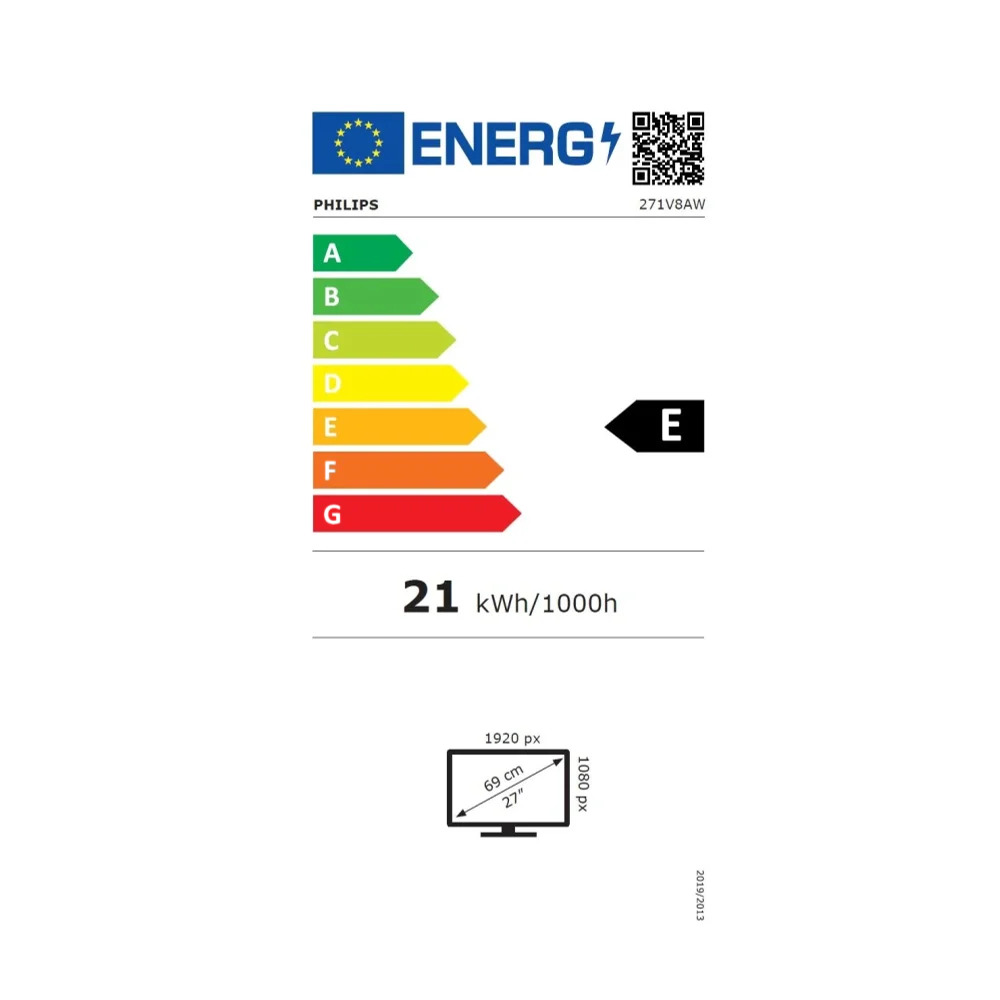 ENERG
PHILIPS
271V8AW
A
B
C
D
E
E
F
G
21 kWh/1000h
1920 px
1080 px
69 cm
27"
2019/2013